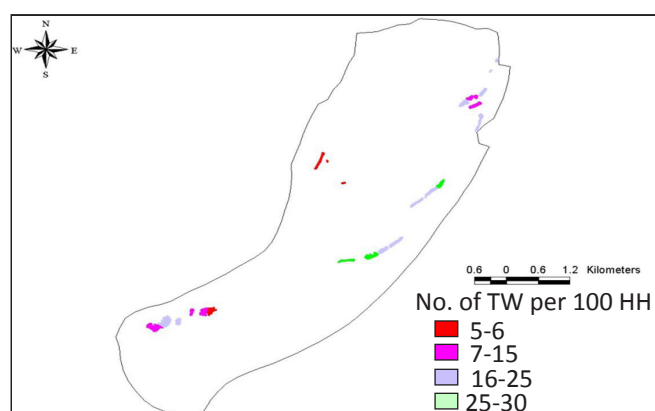 N
W E
S
0.6 0 0.6 1.2 Kilometers
No. of TW per 100 HH
5-6
7-15
16-25
25-30